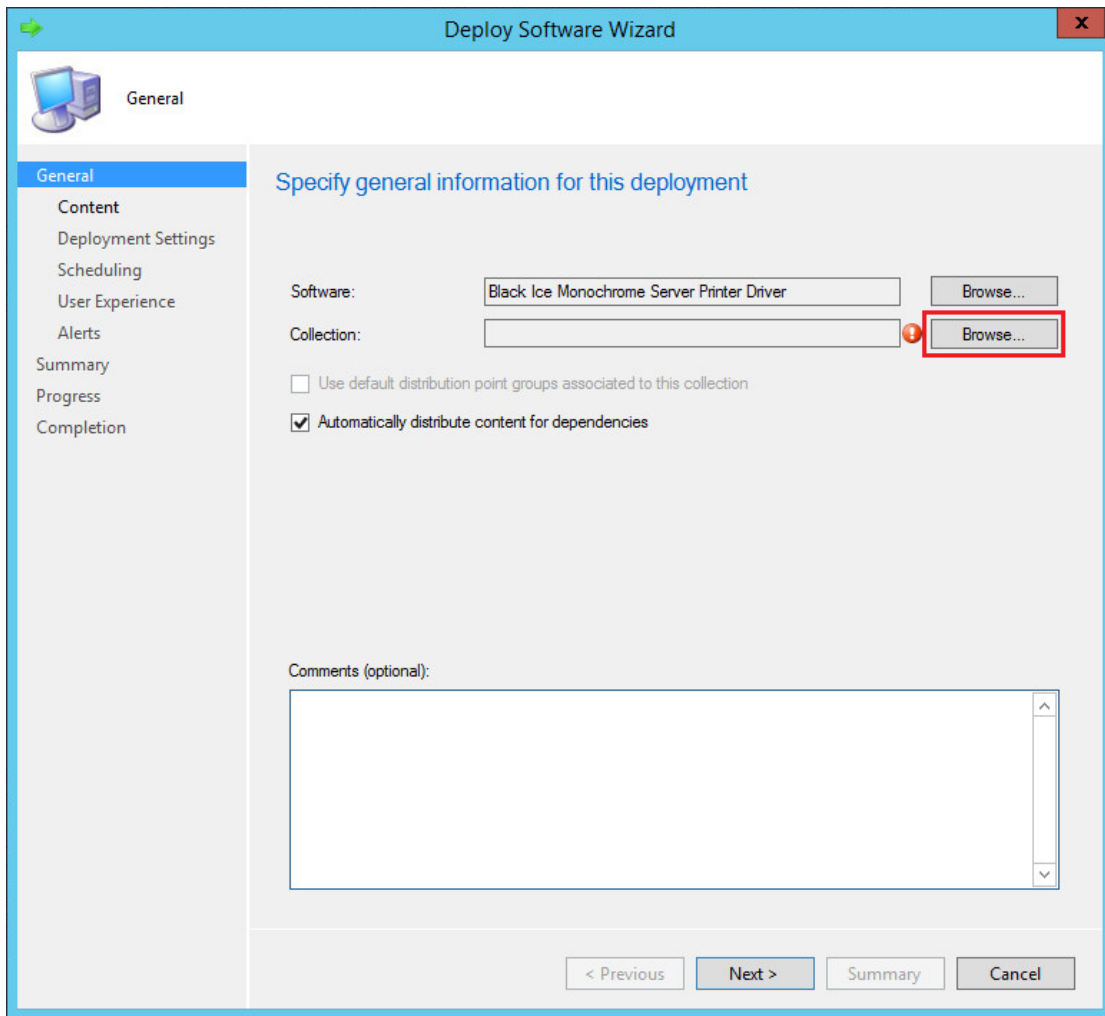 Deploy Software Wizard
x
General
General
Content
Deployment Settings
Scheduling
User Experience
Alerts
Summary
Progress
Completion
Specify general information for this deployment
Software: Black Ice Monochrome Server Printer Driver Browse...
Collection: ! Browse...
Use default distribution point groups associated to this collection
Automatically distribute content for dependencies
Comments (optional):
< Previous Next > Summary Cancel